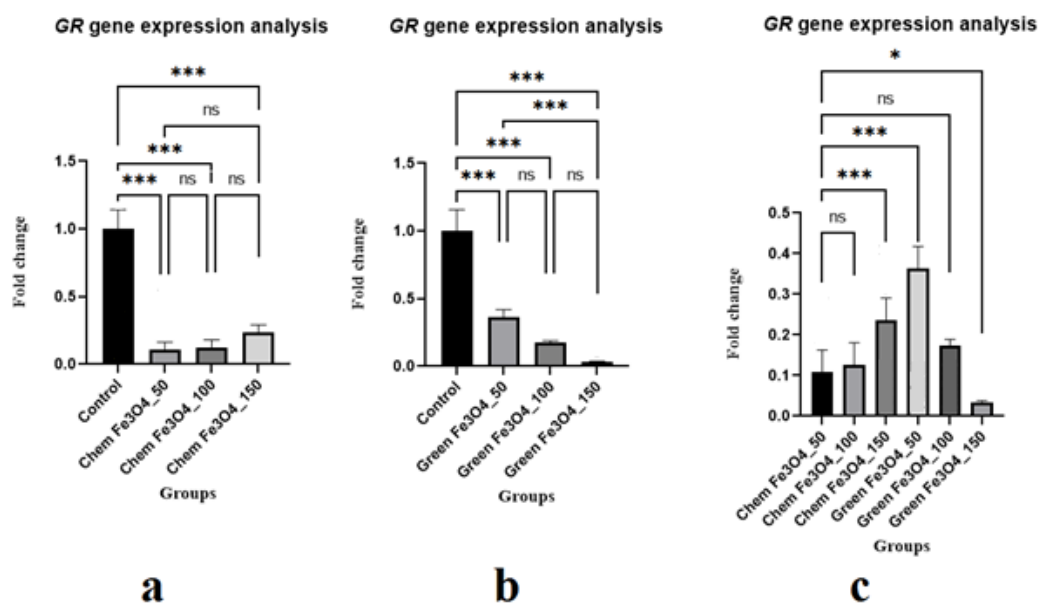 GR gene expression analysis
***
ns
***
***
ns
ns
1.5
1.0
0.5
0.0
Fold change
Control
Chem Fe3O4_50
Chem Fe3O4_100
Chem Fe3O4_150
Groups
a
GR gene expression analysis
***
***
***
***
ns
ns
1.5
1.0
0.5
0.0
Fold change
Control
Green Fe3O4_50
Green Fe3O4_100
Green Fe3O4_150
Groups
b
GR gene expression analysis
*
ns
***
***
ns
0.5
0.4
0.3
0.2
0.1
0.0
Fold change
Chem Fe3O4_50
Chem Fe3O4_100
Chem Fe3O4_150
Green Fe3O4_50
Green Fe3O4_100
Green Fe3O4_150
Groups
c